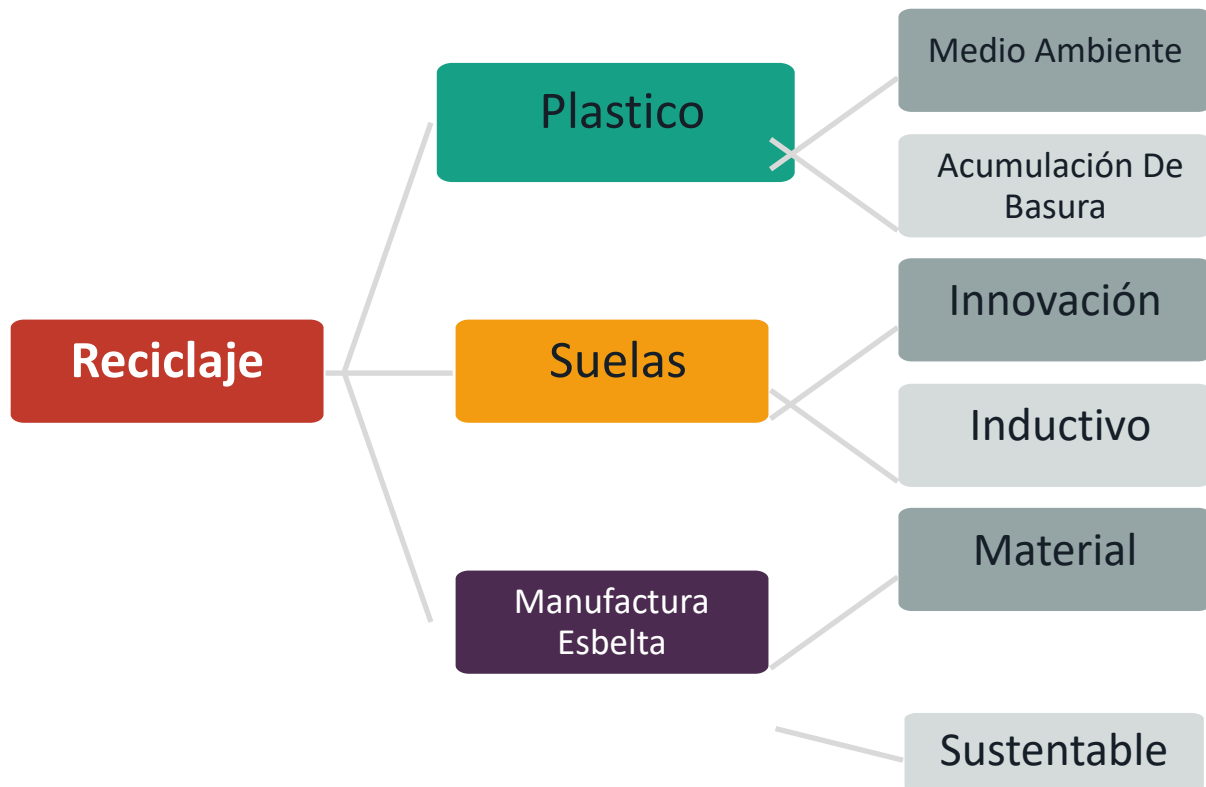 Reciclaje
Plastico
Medio Ambiente
Acumulación De
Basura
Suelas
Innovación
Inductivo
Manufactura
Esbelta
Material
Sustentable